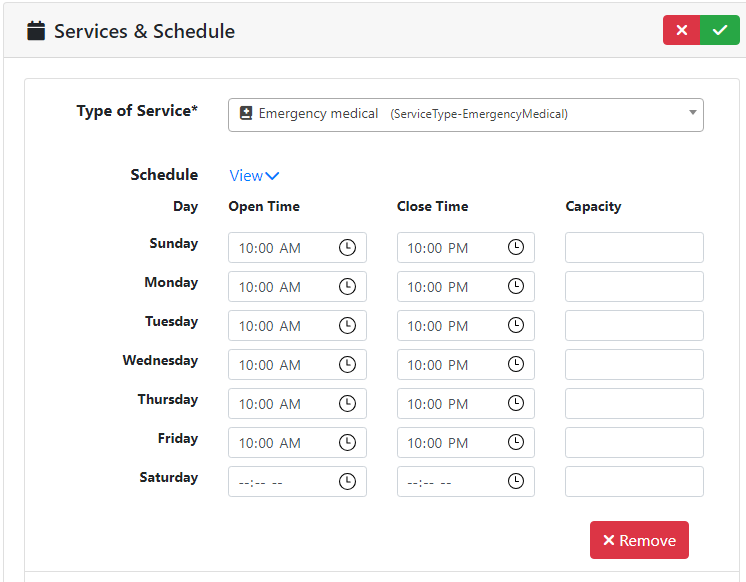 Services & Schedule
Type of Service* Emergency medical (ServiceType-EmergencyMedical)
Schedule View
Day Open Time Close Time Capacity
Sunday 10:00 AM 10:00 PM
Monday 10:00 AM 10:00 PM
Tuesday 10:00 AM 10:00 PM
Wednesday 10:00 AM 10:00 PM
Thursday 10:00 AM 10:00 PM
Friday 10:00 AM 10:00 PM
Saturday --:-- -- --:-- --
Remove